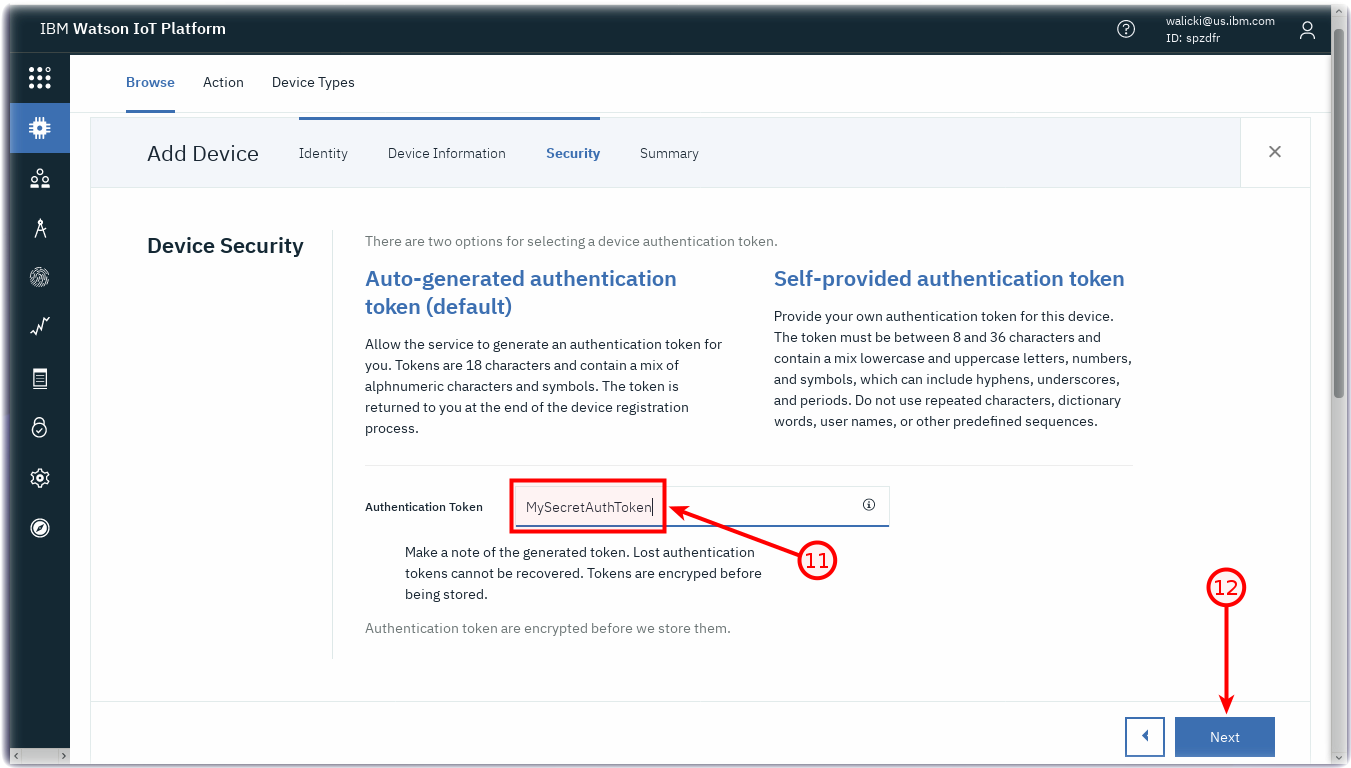 IBM Watson IoT Platform
walicki@us.ibm.com
ID: spzdfr
Browse Action Device Types
Add Device Identity Device Information Security Summary
Device Security
There are two options for selecting a device authentication token.
Auto-generated authentication
token (default)
Allow the service to generate an authentication token for
you. Tokens are 18 characters and contain a mix of
alphnumeric characters and symbols. The token is
returned to you at the end of the device registration
process.
Self-provided authentication token
Provide your own authentication token for this device.
The token must be between 8 and 36 characters and
contain a mix lowercase and uppercase letters, numbers,
and symbols, which can include hyphens, underscores,
and periods. Do not use repeated characters, dictionary
words, user names, or other predefined sequences.
Authentication Token MySecretAuthToken
11
Make a note of the generated token. Lost authentication
tokens cannot be recovered. Tokens are encryped before
being stored.
12
Authentication token are encrypted before we store them.
Next